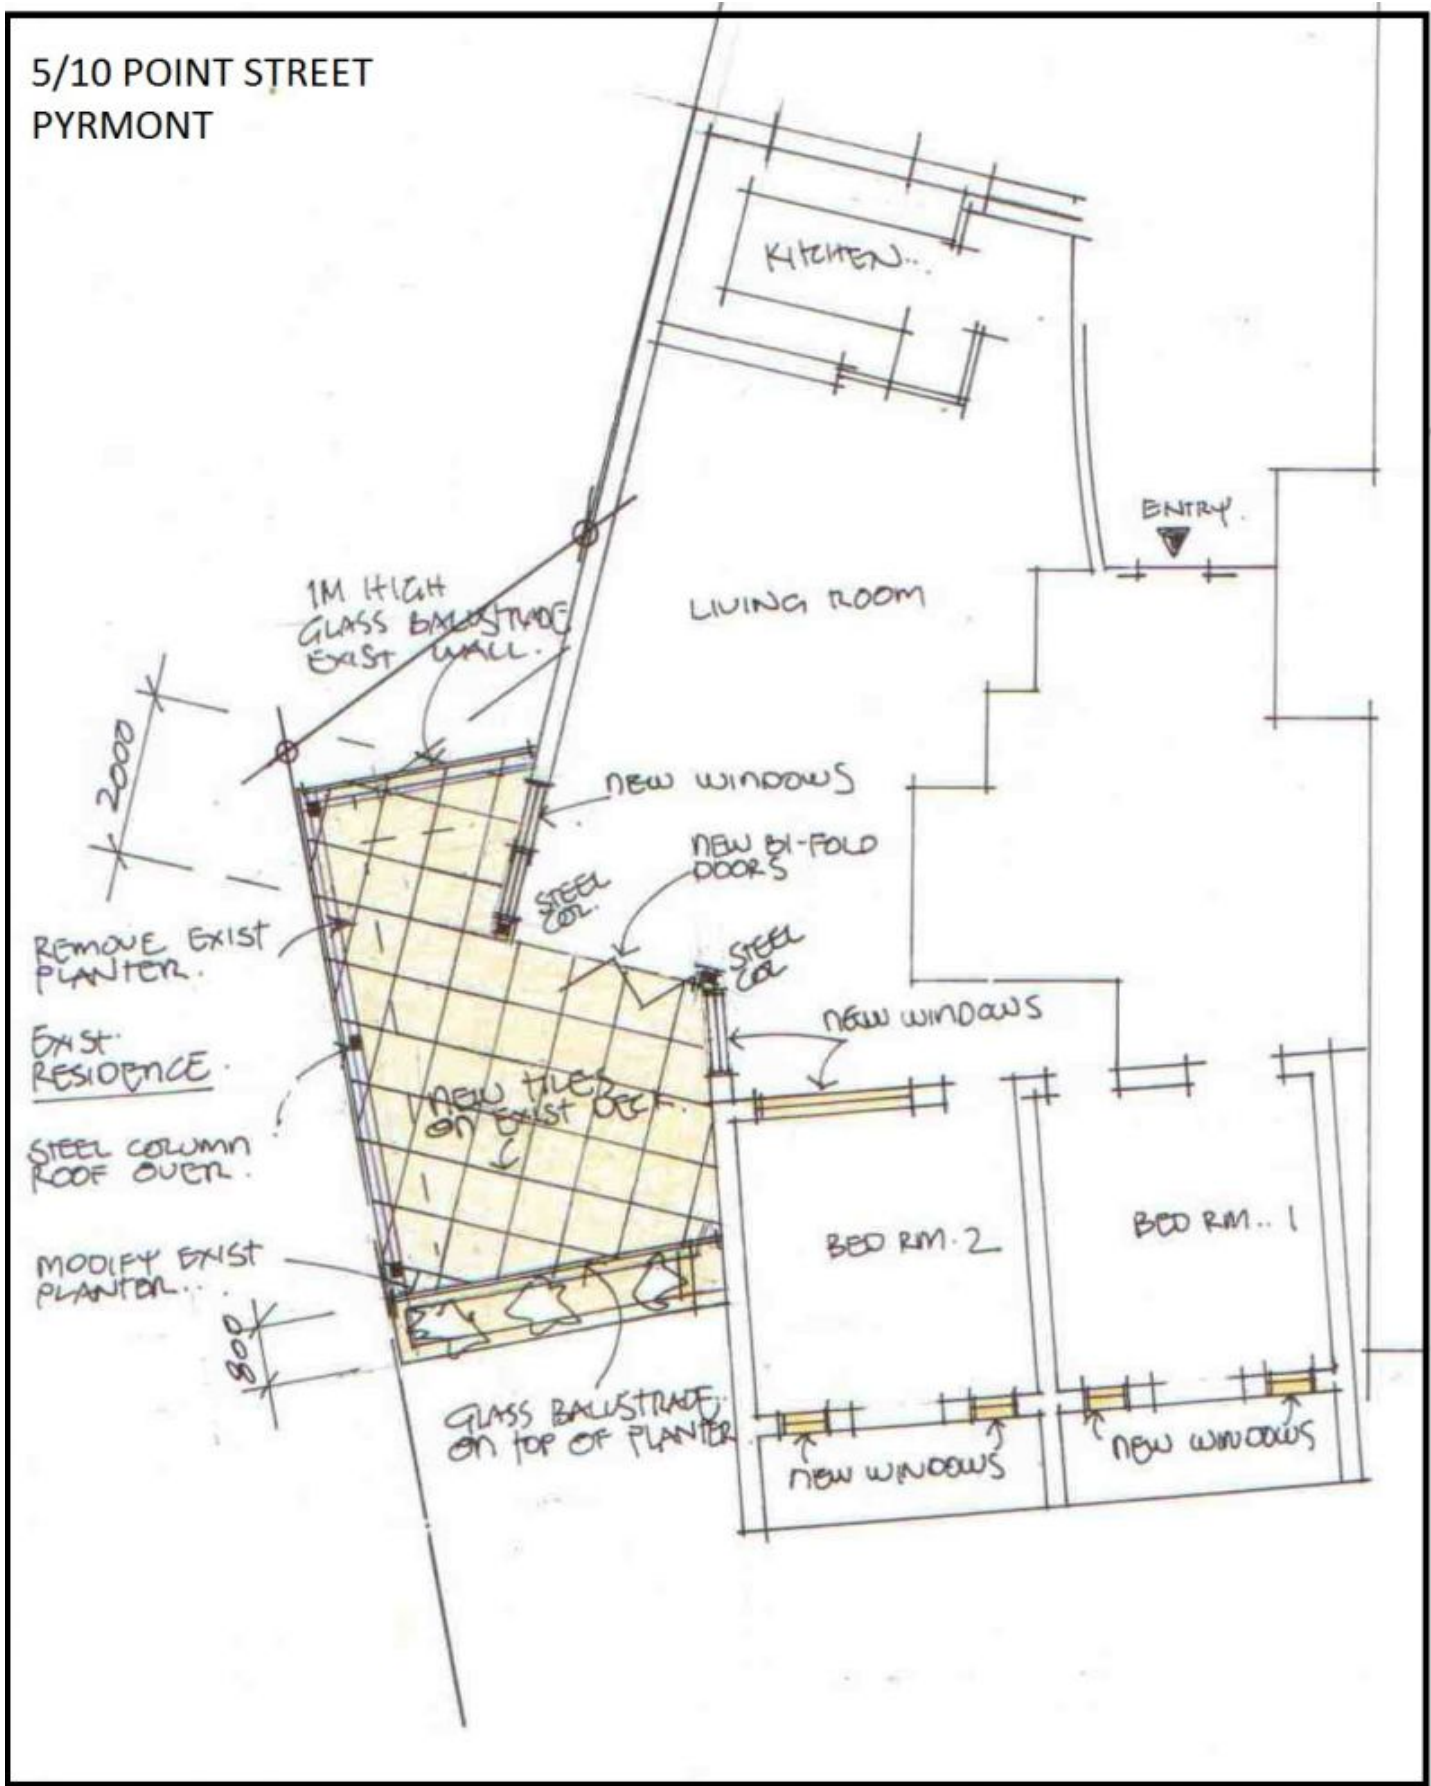 5/10 POINT STREET
PYRMONT
KITCHEN...
ENTRY.
1M HIGH
GLASS BALUSTRADE
EXIST WALL.
LIVING ROOM
2000
NEW WINDOWS
NEW BI-FOLD
DOORS
STEEL
COL.
STEEL
COL
REMOVE EXIST
PLANTER.
NEW WINDOWS
EXIST.
RESIDENCE.
NEW TILES
ON EXIST DECK.
STEEL COLUMN
ROOF OVER.
BED RM. 2
BED RM.. 1
MODIFY EXIST
PLANTER...
800
GLASS BALUSTRADE.
ON TOP OF PLANTER
NEW WINDOWS
NEW WINDOWS